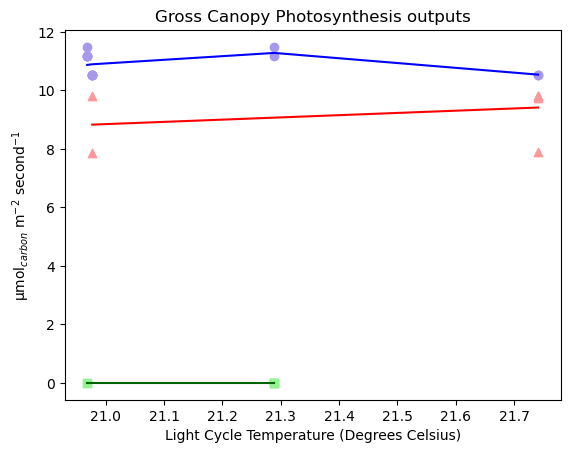 Gross Canopy Photosynthesis outputs
12
10
8
6
4
2
0
µmol_{carbon} m^{−2} second^{−1}
21.0 21.1 21.2 21.3 21.4 21.5 21.6 21.7
Light Cycle Temperature (Degrees Celsius)